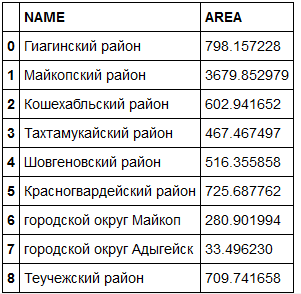 NAME AREA
0 Гиагинский район 798.157228
1 Майкопский район 3679.852979
2 Кошехабльский район 602.941652
3 Тахтамукайский район 467.467497
4 Шовгеновский район 516.355858
5 Красногвардейский район 725.687762
6 городской округ Майкоп 280.901994
7 городской округ Адыгейск 33.496230
8 Теучежский район 709.741658